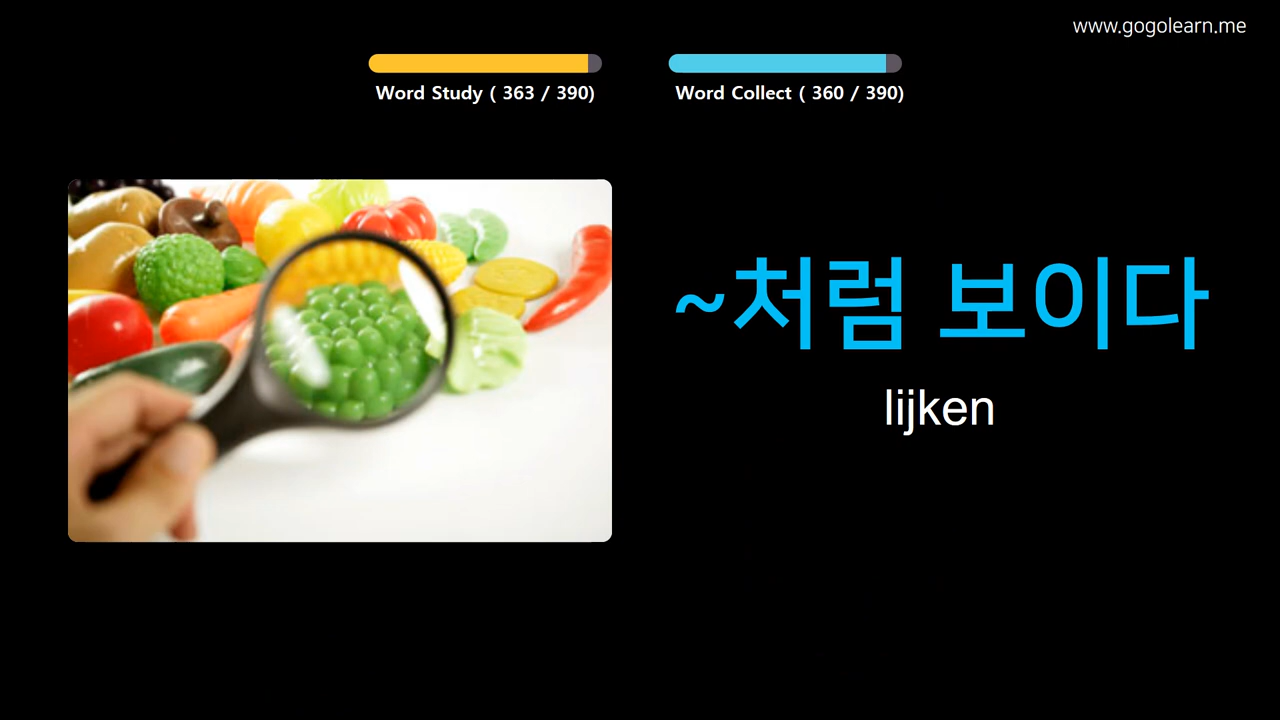 www.gogolearn.me
Word Study ( 363 / 390)
Word Collect ( 360 / 390)
~처럼 보이다
lijken